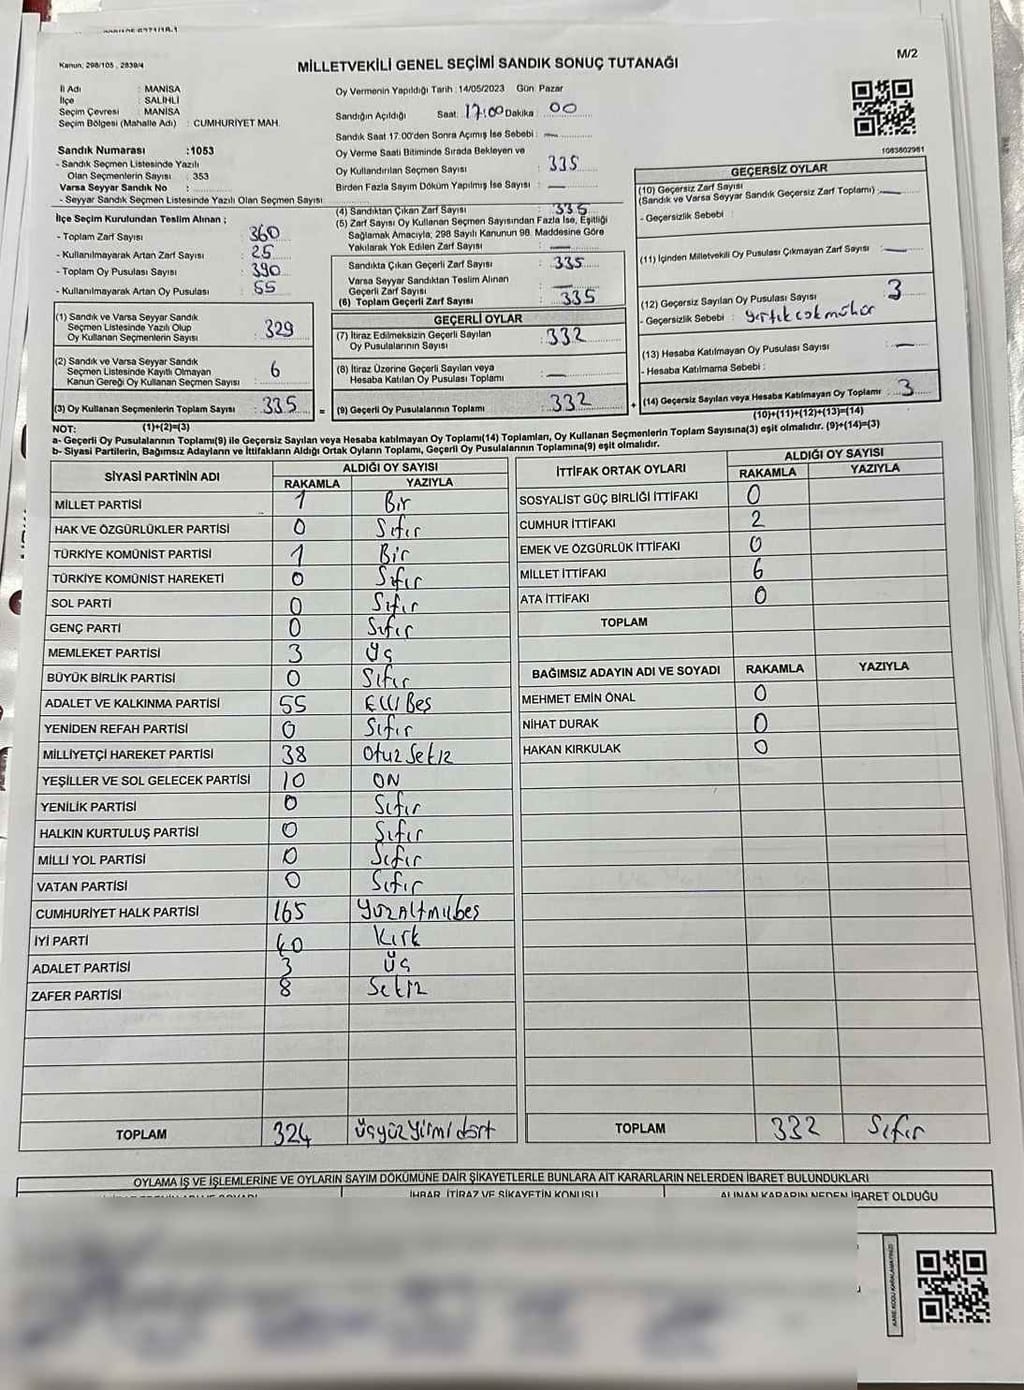 Kanun: 298/105 , 2839/4
MİLLETVEKİLİ GENEL SEÇİMİ SANDIK SONUÇ TUTANAĞI
M/2
İl Adı : MANİSA
İlçe : SALİHLİ
Seçim Çevresi : MANİSA
Seçim Bölgesi (Mahalle Adı) : CUMHURİYET MAH.
Sandık Numarası :1053
- Sandık Seçmen Listesinde Yazılı
Olan Seçmenlerin Sayısı : 353
Varsa Seyyar Sandık No :
- Seyyar Sandık Seçmen Listesinde Yazılı Olan Seçmen Sayısı
Oy Vermenin Yapıldığı Tarih :14/05/2023 Gün: Pazar
Sandığın Açıldığı Saat: 17:00 Dakika : 00
Sandık Saat 17.00'den Sonra Açımış İse Sebebi : —
Oy Verme Saati Bitiminde Sırada Bekleyen ve
Oy Kullandırılan Seçmen Sayısı : 335
Birden Fazla Sayım Döküm Yapılmış İse Sayısı : —
1053802981
İlçe Seçim Kurulundan Teslim Alınan ;
- Toplam Zarf Sayısı : 360
- Kullanılmayarak Artan Zarf Sayısı : 25
- Toplam Oy Pusulası Sayısı : 390
- Kullanılmayarak Artan Oy Pusulası : 55
(1) Sandık ve Varsa Seyyar Sandık
Seçmen Listesinde Yazılı Olup
Oy Kullanan Seçmenlerin Sayısı : 329
(2) Sandık ve Varsa Seyyar Sandık
Seçmen Listesinde Kayıtlı Olmayan
Kanun Gereği Oy Kullanan Seçmen Sayısı : 6
(3) Oy Kullanan Seçmenlerin Toplam Sayısı : 335
(4) Sandıktan Çıkan Zarf Sayısı : 335
(5) Zarf Sayısı Oy Kullanan Seçmen Sayısından Fazla İse, Eşitliği
Sağlamak Amacıyla; 298 Sayılı Kanunun 98. Maddesine Göre
Yakılarak Yok Edilen Zarf Sayısı : —
Sandıkta Çıkan Geçerli Zarf Sayısı : 335
Varsa Seyyar Sandıktan Teslim Alınan
Geçerli Zarf Sayısı : —
(6) Toplam Geçerli Zarf Sayısı : 335
GEÇERLİ OYLAR
(7) İtiraz Edilmeksizin Geçerli Sayılan
Oy Pusulalarının Sayısı : 332
(8) İtiraz Üzerine Geçerli Sayılan veya
Hesaba Katılan Oy Pusulası Toplamı : —
= (9) Geçerli Oy Pusulalarının Toplamı : 332
GEÇERSİZ OYLAR
(10) Geçersiz Zarf Sayısı
(Sandık ve Varsa Seyyar Sandık Geçersiz Zarf Toplamı) : —
- Geçersizlik Sebebi :
(11) İçinden Milletvekili Oy Pusulası Çıkmayan Zarf Sayısı : —
(12) Geçersiz Sayılan Oy Pusulası Sayısı : 3
- Geçersizlik Sebebi : yırtık çok mühür
(13) Hesaba Katılmayan Oy Pusulası Sayısı : —
- Hesaba Katılmama Sebebi :
+ (14) Geçersiz Sayılan veya Hesaba Katılmayan Oy Toplamı : 3
NOT: (1)+(2)=(3)
(10)+(11)+(12)+(13)=(14)
a- Geçerli Oy Pusulalarının Toplamı(9) ile Geçersiz Sayılan veya Hesaba katılmayan Oy Toplamı(14) Toplamları, Oy Kullanan Seçmenlerin Toplam Sayısına(3) eşit olmalıdır. (9)+(14)=(3)
b- Siyasi Partilerin, Bağımsız Adayların ve İttifakların Aldığı Ortak Oyların Toplamı, Geçerli Oy Pusulalarının Toplamına(9) eşit olmalıdır.
SİYASİ PARTİNİN ADI
ALDIĞI OY SAYISI
RAKAMLA YAZIYLA
MİLLET PARTİSİ 1 Bir
HAK VE ÖZGÜRLÜKLER PARTİSİ 0 Sıfır
TÜRKİYE KOMÜNİST PARTİSİ 1 Bir
TÜRKİYE KOMÜNİST HAREKETİ 0 Sıfır
SOL PARTİ 0 Sıfır
GENÇ PARTİ 0 Sıfır
MEMLEKET PARTİSİ 3 Üç
BÜYÜK BİRLİK PARTİSİ 0 Sıfır
ADALET VE KALKINMA PARTİSİ 55 Elli Beş
YENİDEN REFAH PARTİSİ 0 Sıfır
MİLLİYETÇİ HAREKET PARTİSİ 38 Otuz Sekiz
YEŞİLLER VE SOL GELECEK PARTİSİ 10 ON
YENİLİK PARTİSİ 0 Sıfır
HALKIN KURTULUŞ PARTİSİ 0 Sıfır
MİLLİ YOL PARTİSİ 0 Sıfır
VATAN PARTİSİ 0 Sıfır
CUMHURİYET HALK PARTİSİ 165 Yüzaltmışbeş
İYİ PARTİ 40 Kırk
ADALET PARTİSİ 3 Üç
ZAFER PARTİSİ 8 Sekiz
TOPLAM 324 Üçyüz Yirmi dört
İTTİFAK ORTAK OYLARI
ALDIĞI OY SAYISI
RAKAMLA YAZIYLA
SOSYALİST GÜÇ BİRLİĞİ İTTİFAKI 0
CUMHUR İTTİFAKI 2
EMEK VE ÖZGÜRLÜK İTTİFAKI 0
MİLLET İTTİFAKI 6
ATA İTTİFAKI 0
TOPLAM
BAĞIMSIZ ADAYIN ADI VE SOYADI RAKAMLA YAZIYLA
MEHMET EMİN ÖNAL 0
NİHAT DURAK 0
HAKAN KIRKULAK 0
TOPLAM 332 Sıfır
OYLAMA İŞ VE İŞLEMLERİNE VE OYLARIN SAYIM DÖKÜMÜNE DAİR ŞİKAYETLERLE BUNLARA AİT KARARLARIN NELERDEN İBARET BULUNDUKLARI
İHBAR, İTİRAZ VE ŞİKAYETİN KONUSU
ALINAN KARARIN NEDEN İBARET OLDUĞU